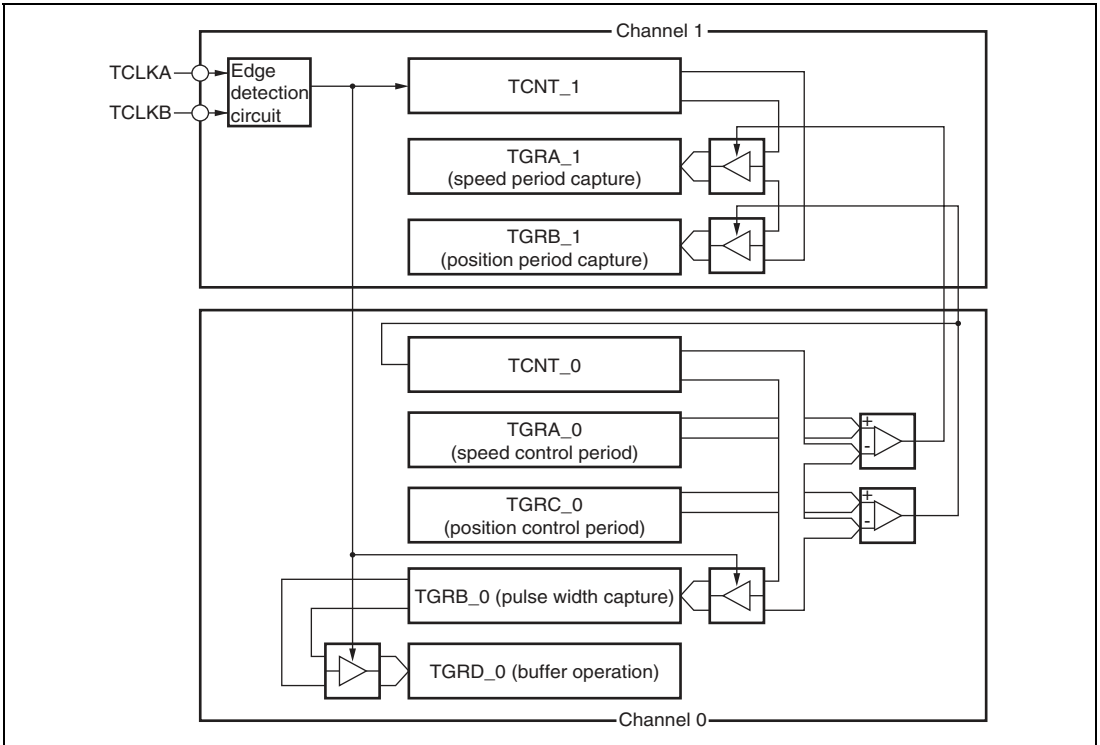 Channel 1
TCLKA
TCLKB
Edge
detection
circuit
TCNT_1
TGRA_1
(speed period capture)
TGRB_1
(position period capture)
TCNT_0
TGRA_0
(speed control period)
+
-
TGRC_0
(position control period)
+
-
TGRB_0 (pulse width capture)
TGRD_0 (buffer operation)
Channel 0